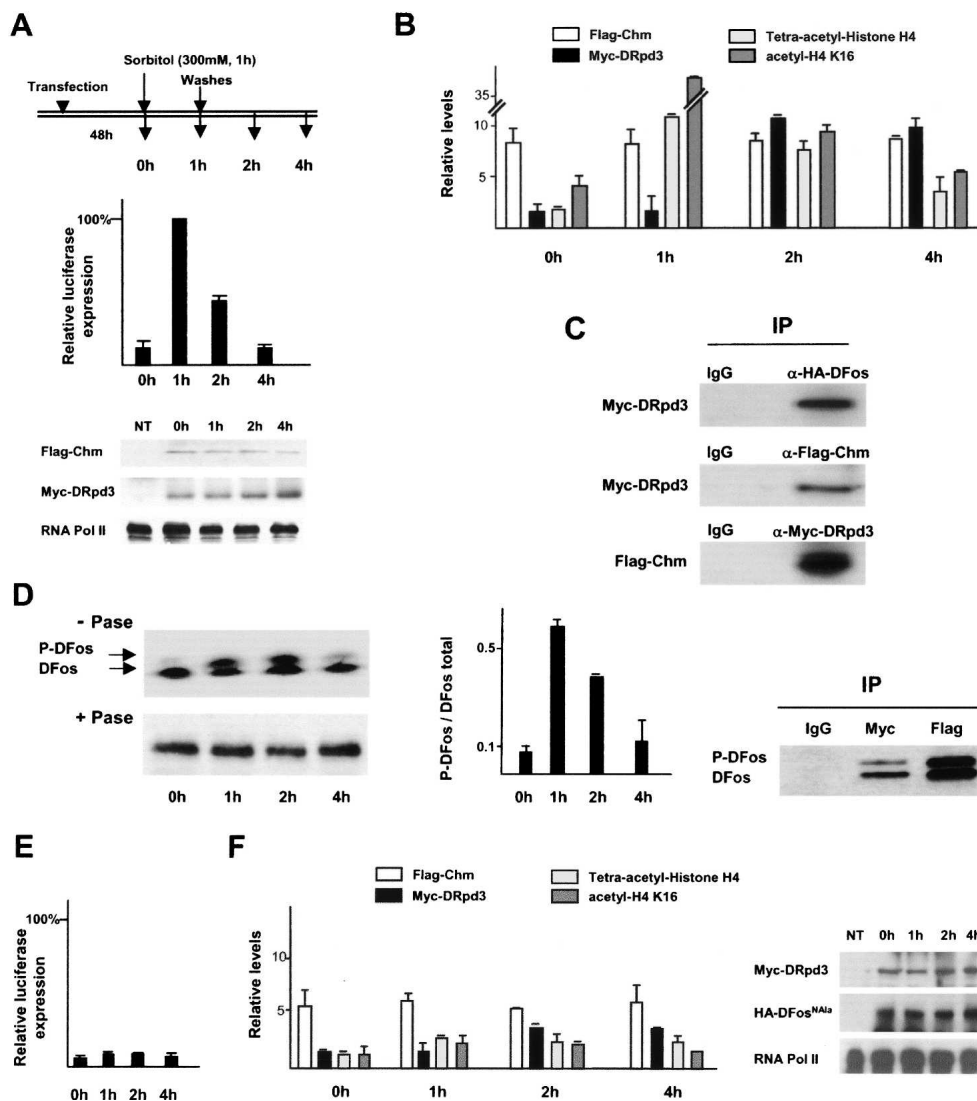 A
Sorbitol (300mM, 1h)
Transfection
Washes
48h
0h 1h 2h 4h
Relative luciferase expression
100%
0h 1h 2h 4h
NT 0h 1h 2h 4h
Flag-Chm
Myc-DRpd3
RNA Pol II
B
Flag-Chm
Myc-DRpd3
Tetra-acetyl-Histone H4
acetyl-H4 K16
Relative levels
35
10
5
0h 1h 2h 4h
C
IP
IgG α-HA-DFos
Myc-DRpd3
IgG α-Flag-Chm
Myc-DRpd3
IgG α-Myc-DRpd3
Flag-Chm
D
- Pase
P-DFos
DFos
+ Pase
0h 1h 2h 4h
P-DFos / DFos total
0.5
0.1
0h 1h 2h 4h
IP
IgG Myc Flag
P-DFos
DFos
E
Relative luciferase expression
100%
0h 1h 2h 4h
F
Flag-Chm
Myc-DRpd3
Tetra-acetyl-Histone H4
acetyl-H4 K16
Relative levels
10
5
0h 1h 2h 4h
NT 0h 1h 2h 4h
Myc-DRpd3
HA-DFosNAla
RNA Pol II